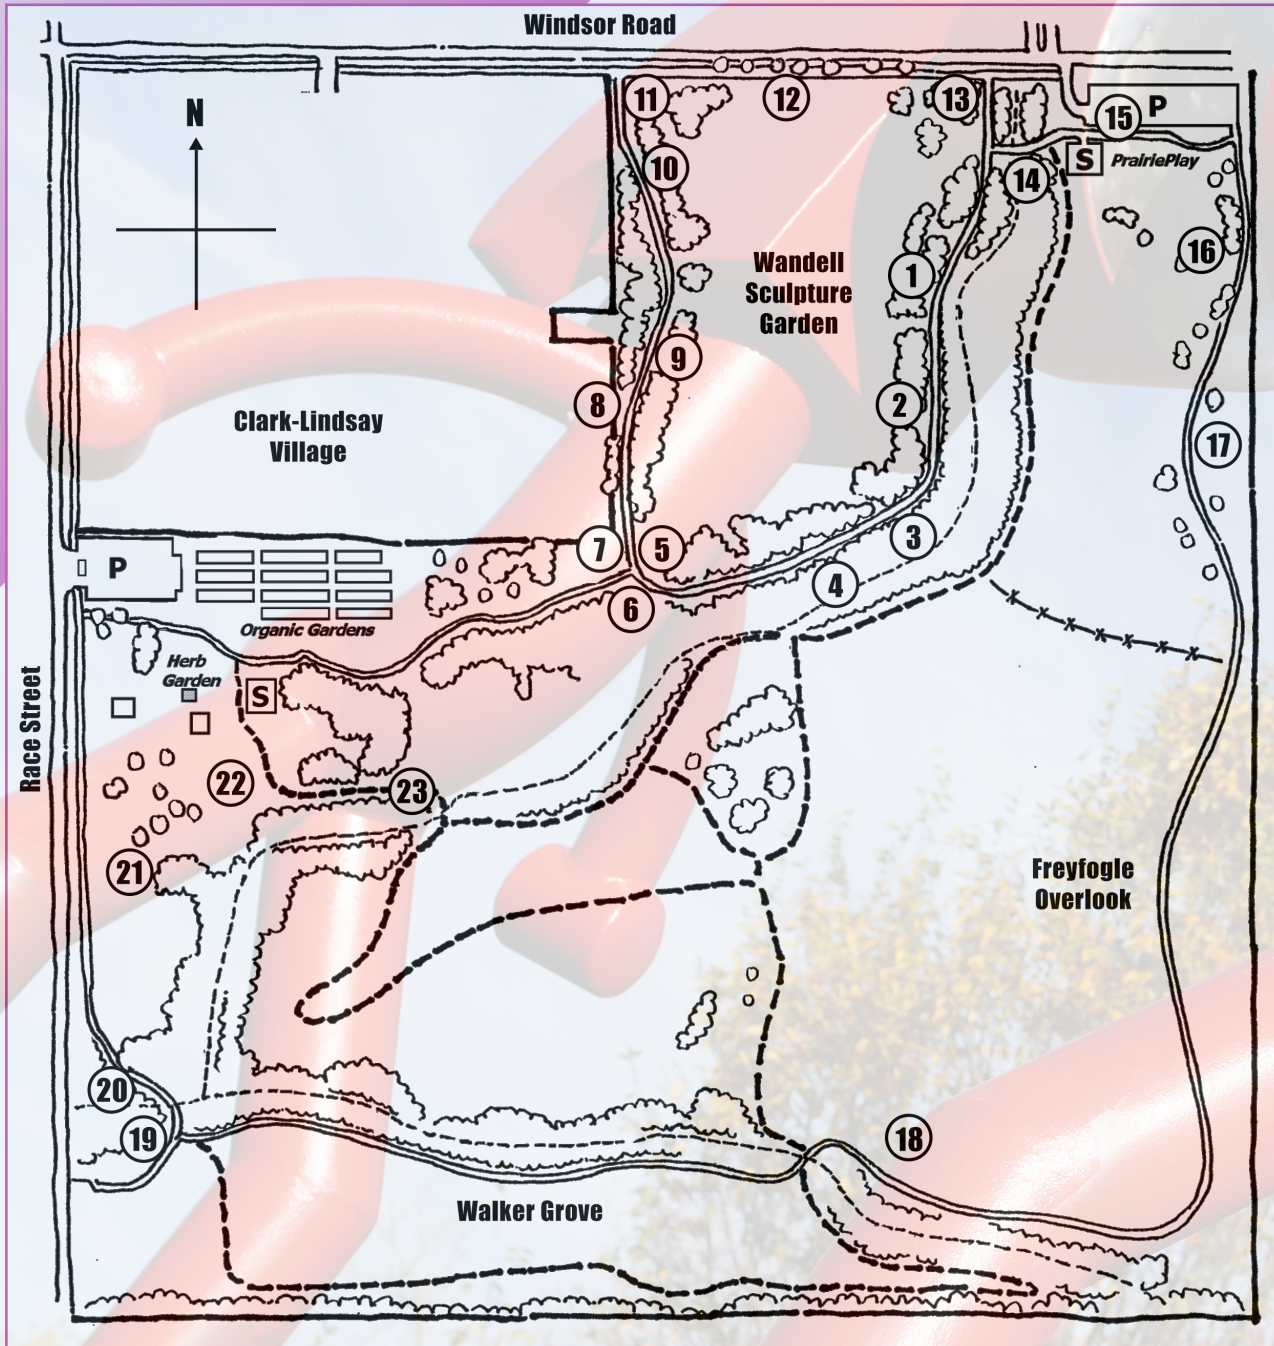 Windsor Road
N
11
12
13
15
P
10
14
S
PrairiePlay
16
Wandell
Sculpture
Garden
1
9
8
2
Clark-Lindsay
Village
17
7
5
3
P
4
6
Organic Gardens
Herb
Garden
S
Race Street
22
23
21
Freyfogle
Overlook
20
19
18
Walker Grove